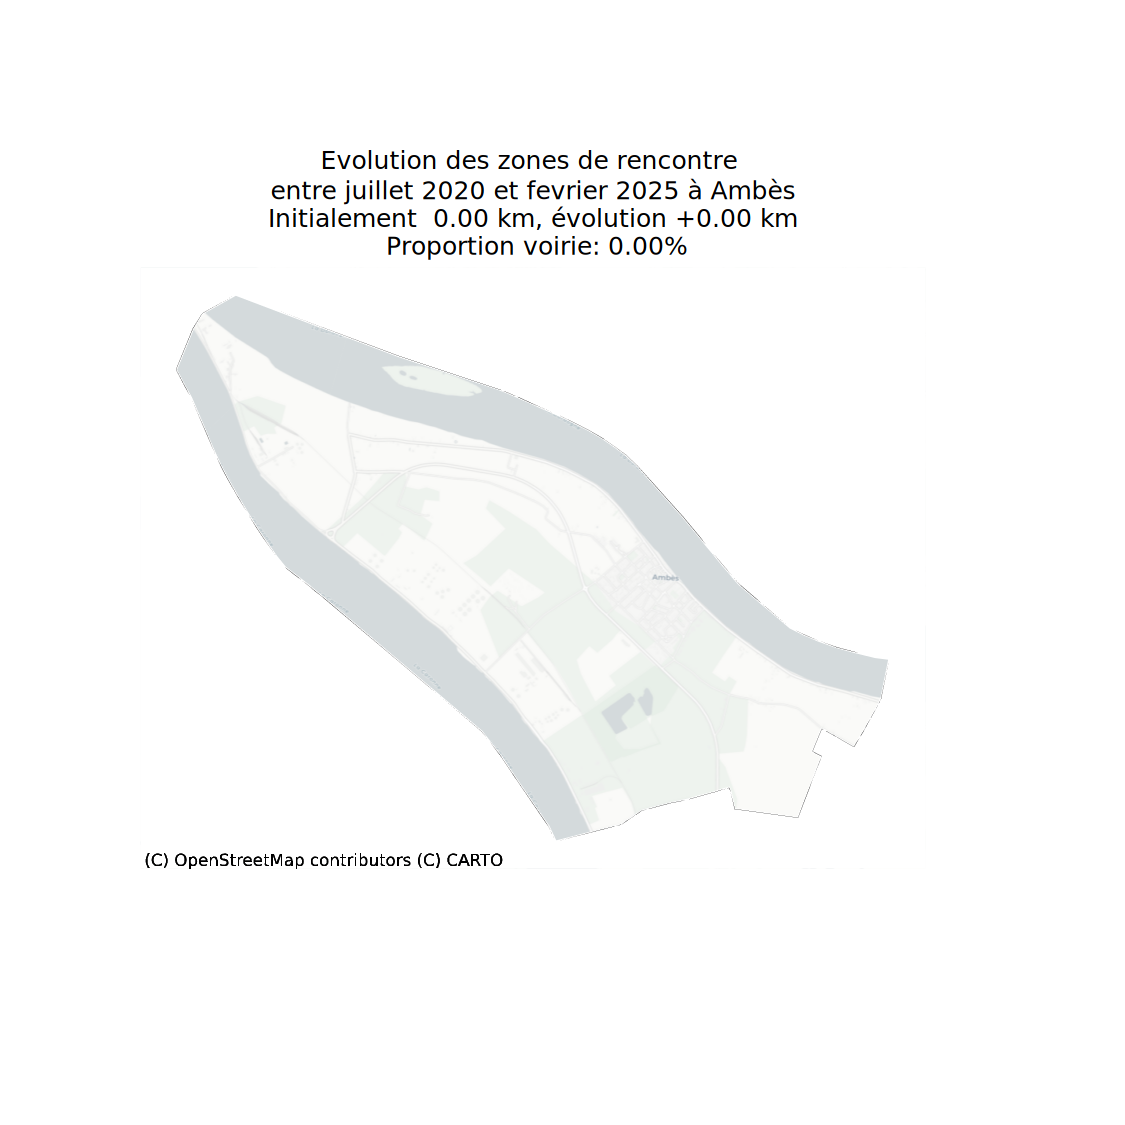 Evolution des zones de rencontre
entre juillet 2020 et fevrier 2025 à Ambès
Initialement  0.00 km, évolution +0.00 km
Proportion voirie: 0.00%
Ambès
(C) OpenStreetMap contributors (C) CARTO